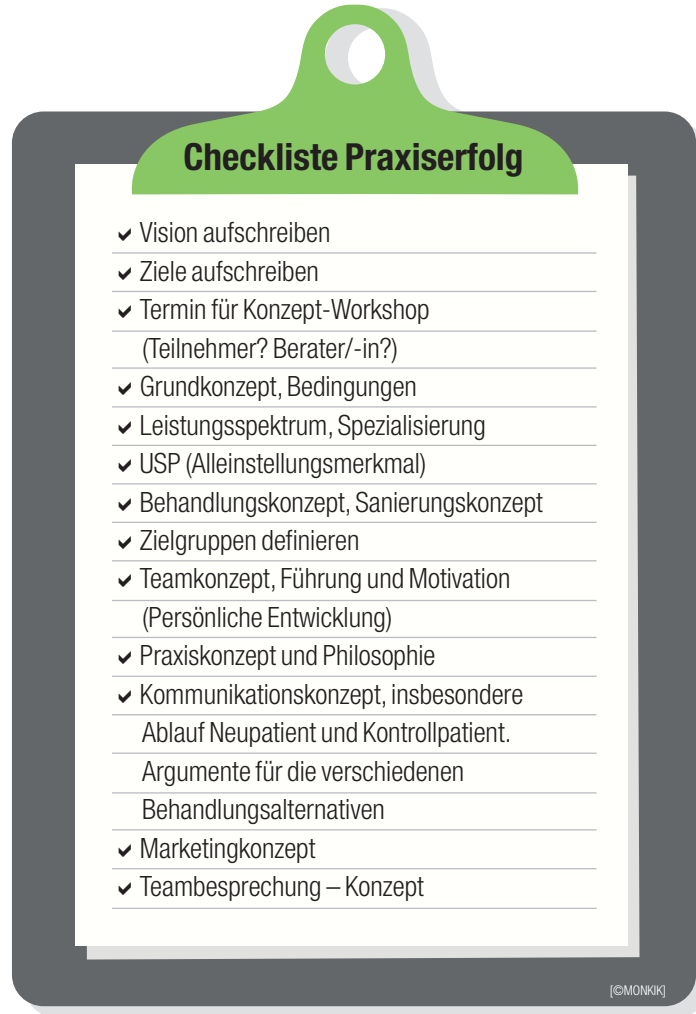 Checkliste Praxiserfolg
✓ Vision aufschreiben
✓ Ziele aufschreiben
✓ Termin für Konzept-Workshop
(Teilnehmer? Berater/-in?)
✓ Grundkonzept, Bedingungen
✓ Leistungsspektrum, Spezialisierung
✓ USP (Alleinstellungsmerkmal)
✓ Behandlungskonzept, Sanierungskonzept
✓ Zielgruppen definieren
✓ Teamkonzept, Führung und Motivation
(Persönliche Entwicklung)
✓ Praxiskonzept und Philosophie
✓ Kommunikationskonzept, insbesondere
Ablauf Neupatient und Kontrollpatient.
Argumente für die verschiedenen
Behandlungsalternativen
✓ Marketingkonzept
✓ Teambesprechung – Konzept
[©MONKIK]